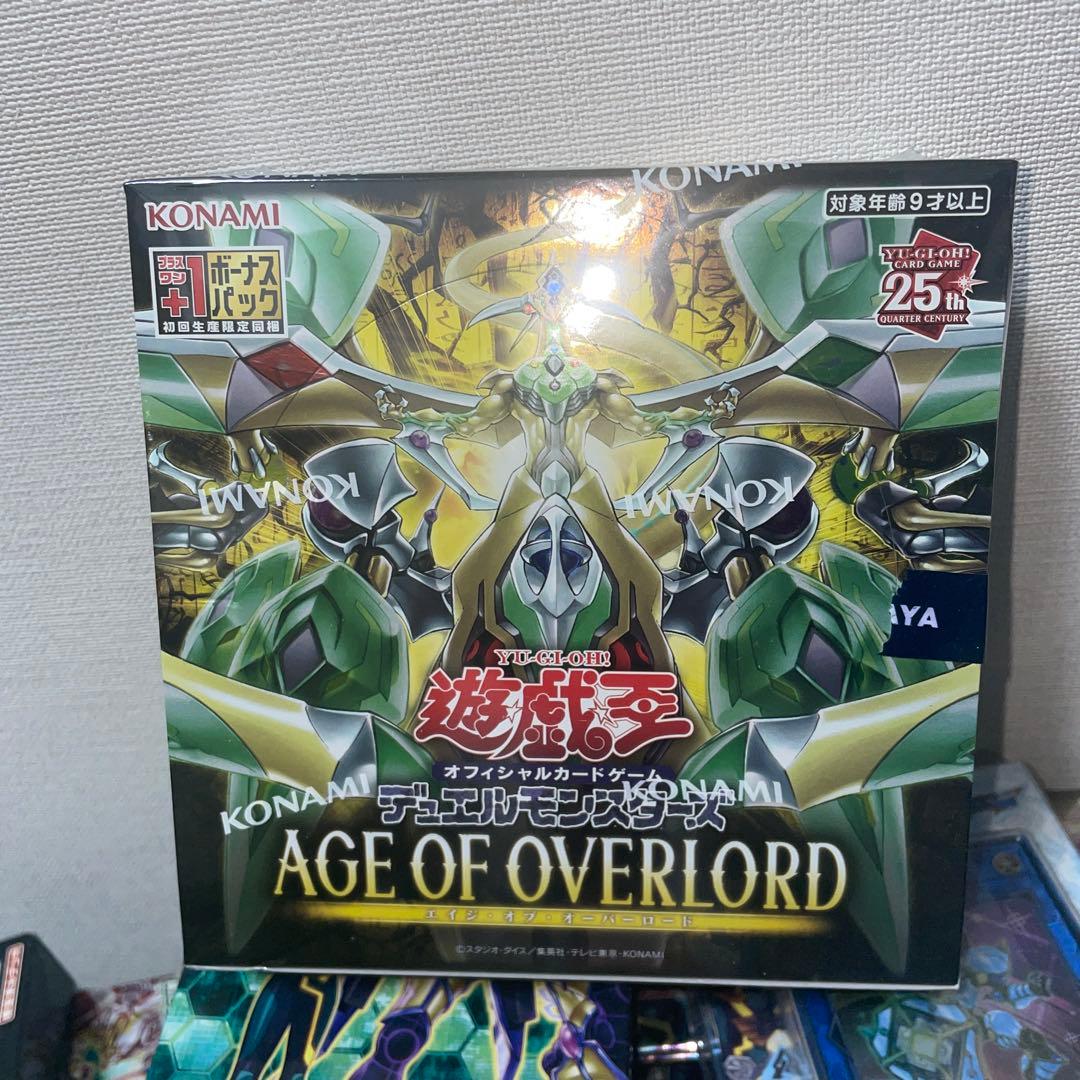 KONAMI
KONAMI
対象年齢9才以上
プラスワン
+1
ボーナス
パック
初回生産限定同梱
YU-GI-OH!
CARD GAME
25th
QUARTER CENTURY
KONAMI
KONAMI
AYA
YU-GI-OH!
遊戯王
オフィシャルカードゲーム
デュエルモンスターズ
KONAMI
KONAMI
AGE OF OVERLORD
エイジ・オブ・オーバーロード
©スタジオ・ダイス/集英社・テレビ東京・KONAMI